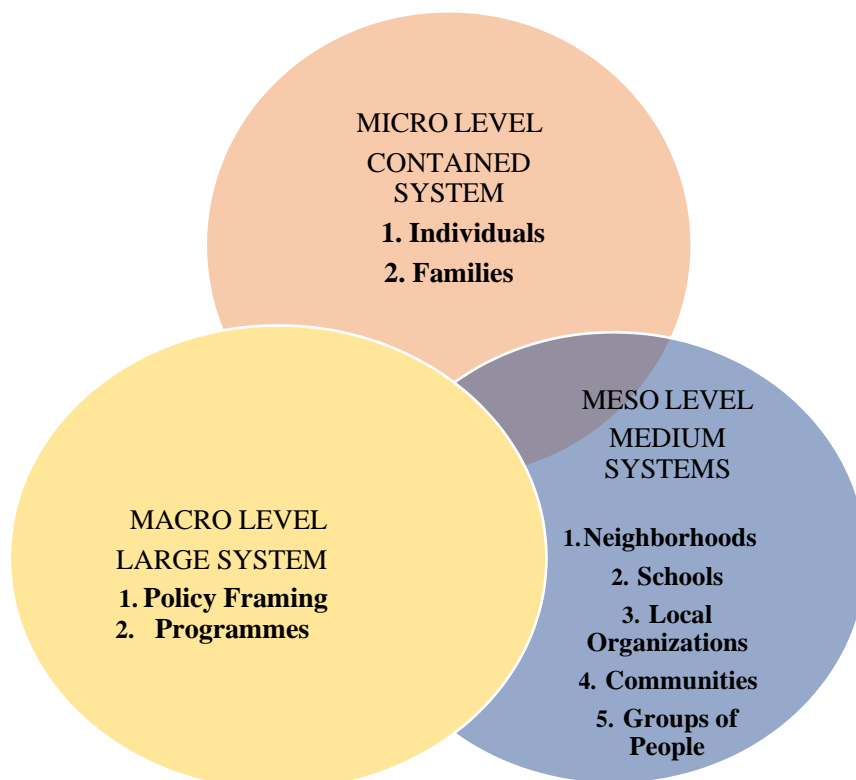 MICRO LEVEL
CONTAINED
SYSTEM
1. Individuals
2. Families
MESO LEVEL
MEDIUM
SYSTEMS
1. Neighborhoods
2. Schools
3. Local
Organizations
4. Communities
5. Groups of
People
MACRO LEVEL
LARGE SYSTEM
1. Policy Framing
2. Programmes